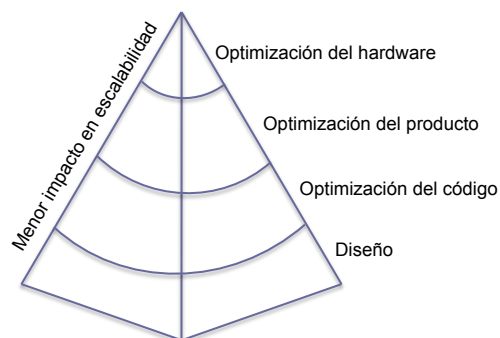 Menor impacto en escalabilidad
Optimización del hardware
Optimización del producto
Optimización del código
Diseño